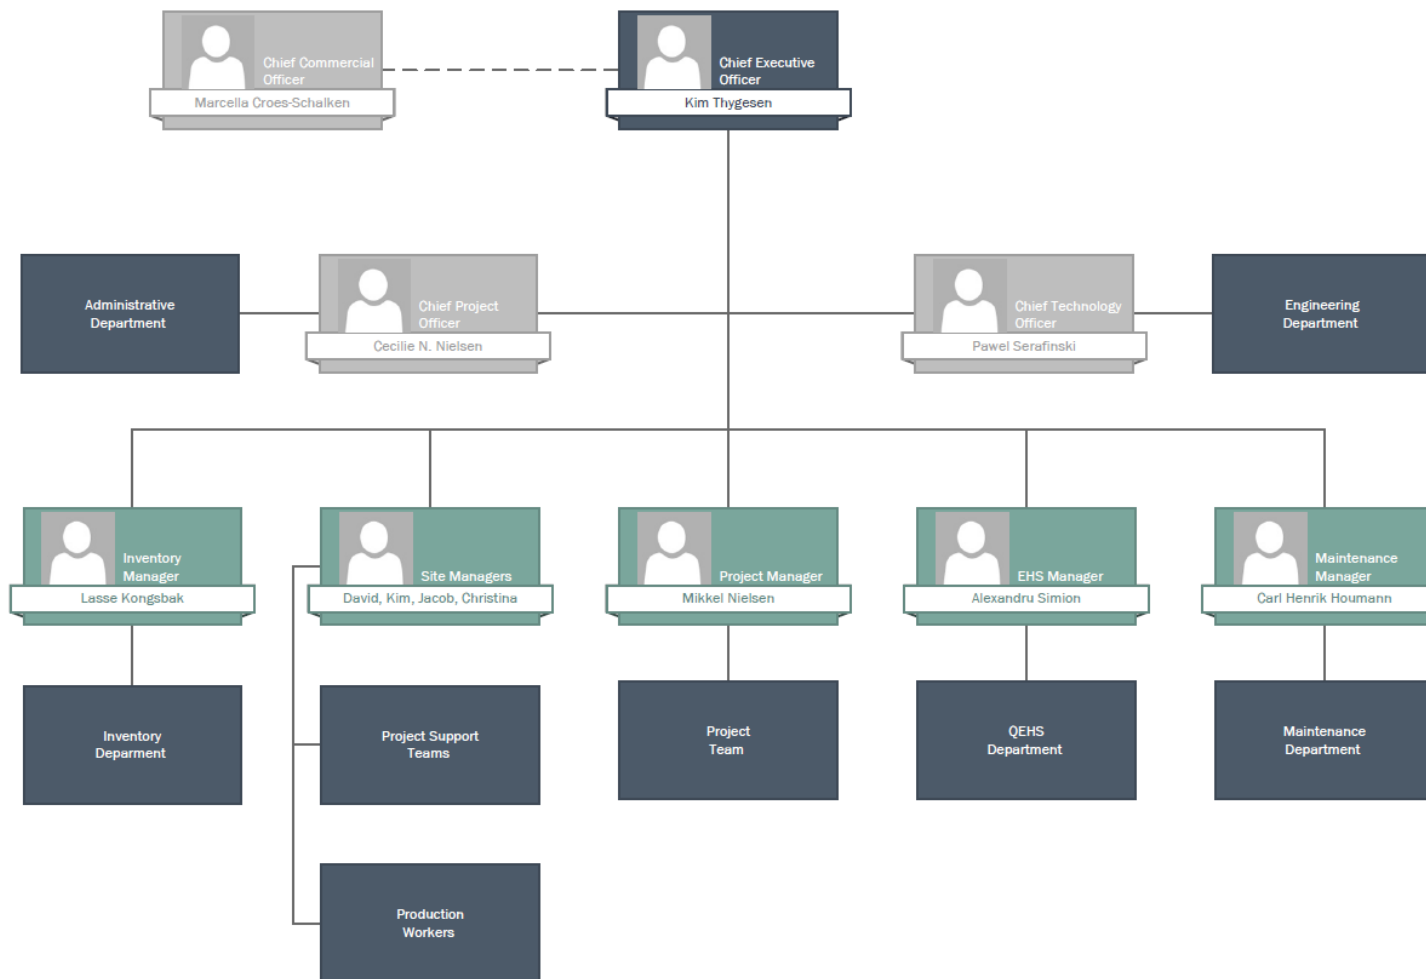 Chief Commercial
Officer
Marcella Croes-Schalken
Chief Executive
Officer
Kim Thygesen
Administrative
Department
Chief Project
Officer
Cecilie N. Nielsen
Chief Technology
Officer
Pawel Serafinski
Engineering
Department
Inventory
Manager
Lasse Kongsbak
Site Managers
David, Kim, Jacob, Christina
Project Manager
Mikkel Nielsen
EHS Manager
Alexandru Simion
Maintenance
Manager
Carl Henrik Houmann
Inventory
Deparment
Project Support
Teams
Project
Team
QEHS
Department
Maintenance
Department
Production
Workers